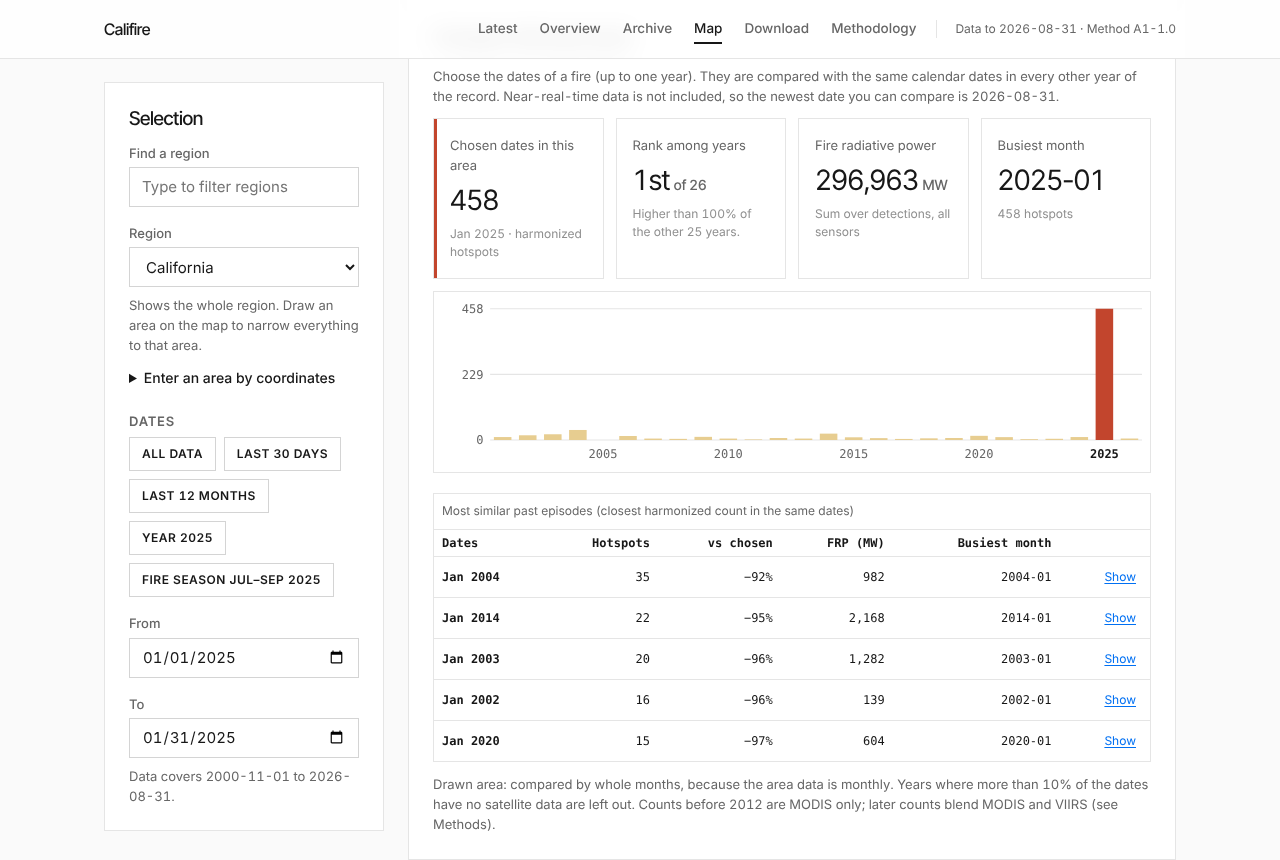 Califire
Latest Overview Archive Map Download Methodology Data to 2026-08-31 · Method A1-1.0
Selection
Find a region
Type to filter regions
Region
California
Shows the whole region. Draw an
area on the map to narrow everything
to that area.
Enter an area by coordinates
DATES
ALL DATA LAST 30 DAYS
LAST 12 MONTHS
YEAR 2025
FIRE SEASON JUL–SEP 2025
From
01/01/2025
To
01/31/2025
Data covers 2000-11-01 to 2026-
08-31.
Choose the dates of a fire (up to one year). They are compared with the same calendar dates in every other year of
the record. Near-real-time data is not included, so the newest date you can compare is 2026-08-31.
Chosen dates in this
area
458
Jan 2025 · harmonized
hotspots
Rank among years
1st of 26
Higher than 100% of
the other 25 years.
Fire radiative power
296,963 MW
Sum over detections, all
sensors
Busiest month
2025-01
458 hotspots
458
229
0
2005 2010 2015 2020 2025
Most similar past episodes (closest harmonized count in the same dates)
Dates Hotspots vs chosen FRP (MW) Busiest month
Jan 2004 35 −92% 982 2004-01 Show
Jan 2014 22 −95% 2,168 2014-01 Show
Jan 2003 20 −96% 1,282 2003-01 Show
Jan 2002 16 −96% 139 2002-01 Show
Jan 2020 15 −97% 604 2020-01 Show
Drawn area: compared by whole months, because the area data is monthly. Years where more than 10% of the dates
have no satellite data are left out. Counts before 2012 are MODIS only; later counts blend MODIS and VIIRS (see
Methods).